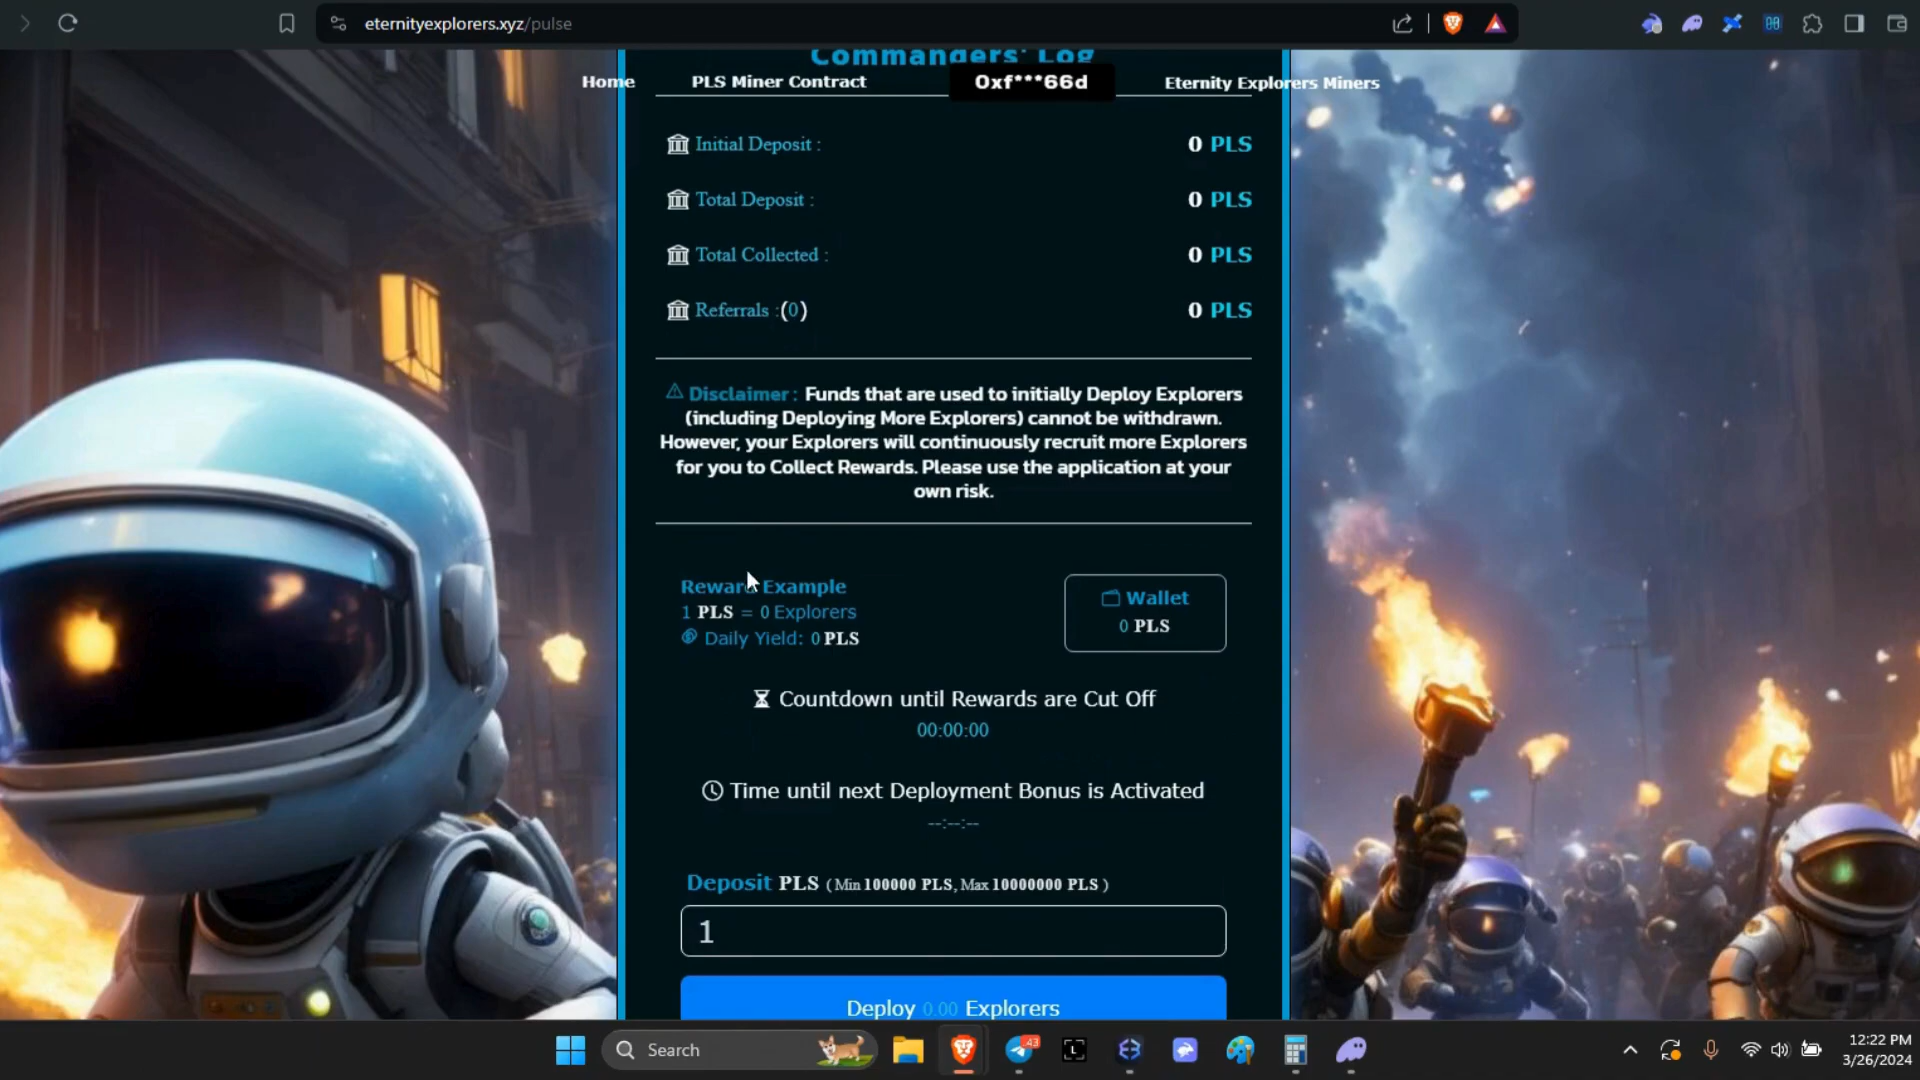 eternityexplorers.xyz/pulse
Commanders' Log
Home
PLS Miner Contract
0xf***66d
Eternity Explorers Miners
Initial Deposit :
0 PLS
Total Deposit :
0 PLS
Total Collected :
0 PLS
Referrals :(0)
0 PLS
Disclaimer : Funds that are used to initially Deploy Explorers
(including Deploying More Explorers) cannot be withdrawn.
However, your Explorers will continuously recruit more Explorers
for you to Collect Rewards. Please use the application at your
own risk.
Reward Example
1 PLS = 0 Explorers
Daily Yield: 0 PLS
Wallet
0 PLS
Countdown until Rewards are Cut Off
00:00:00
Time until next Deployment Bonus is Activated
--:--:--
Deposit PLS ( Min 100000 PLS, Max 10000000 PLS )
1
Deploy 0.00 Explorers
Search
43
L
12:22 PM
3/26/2024